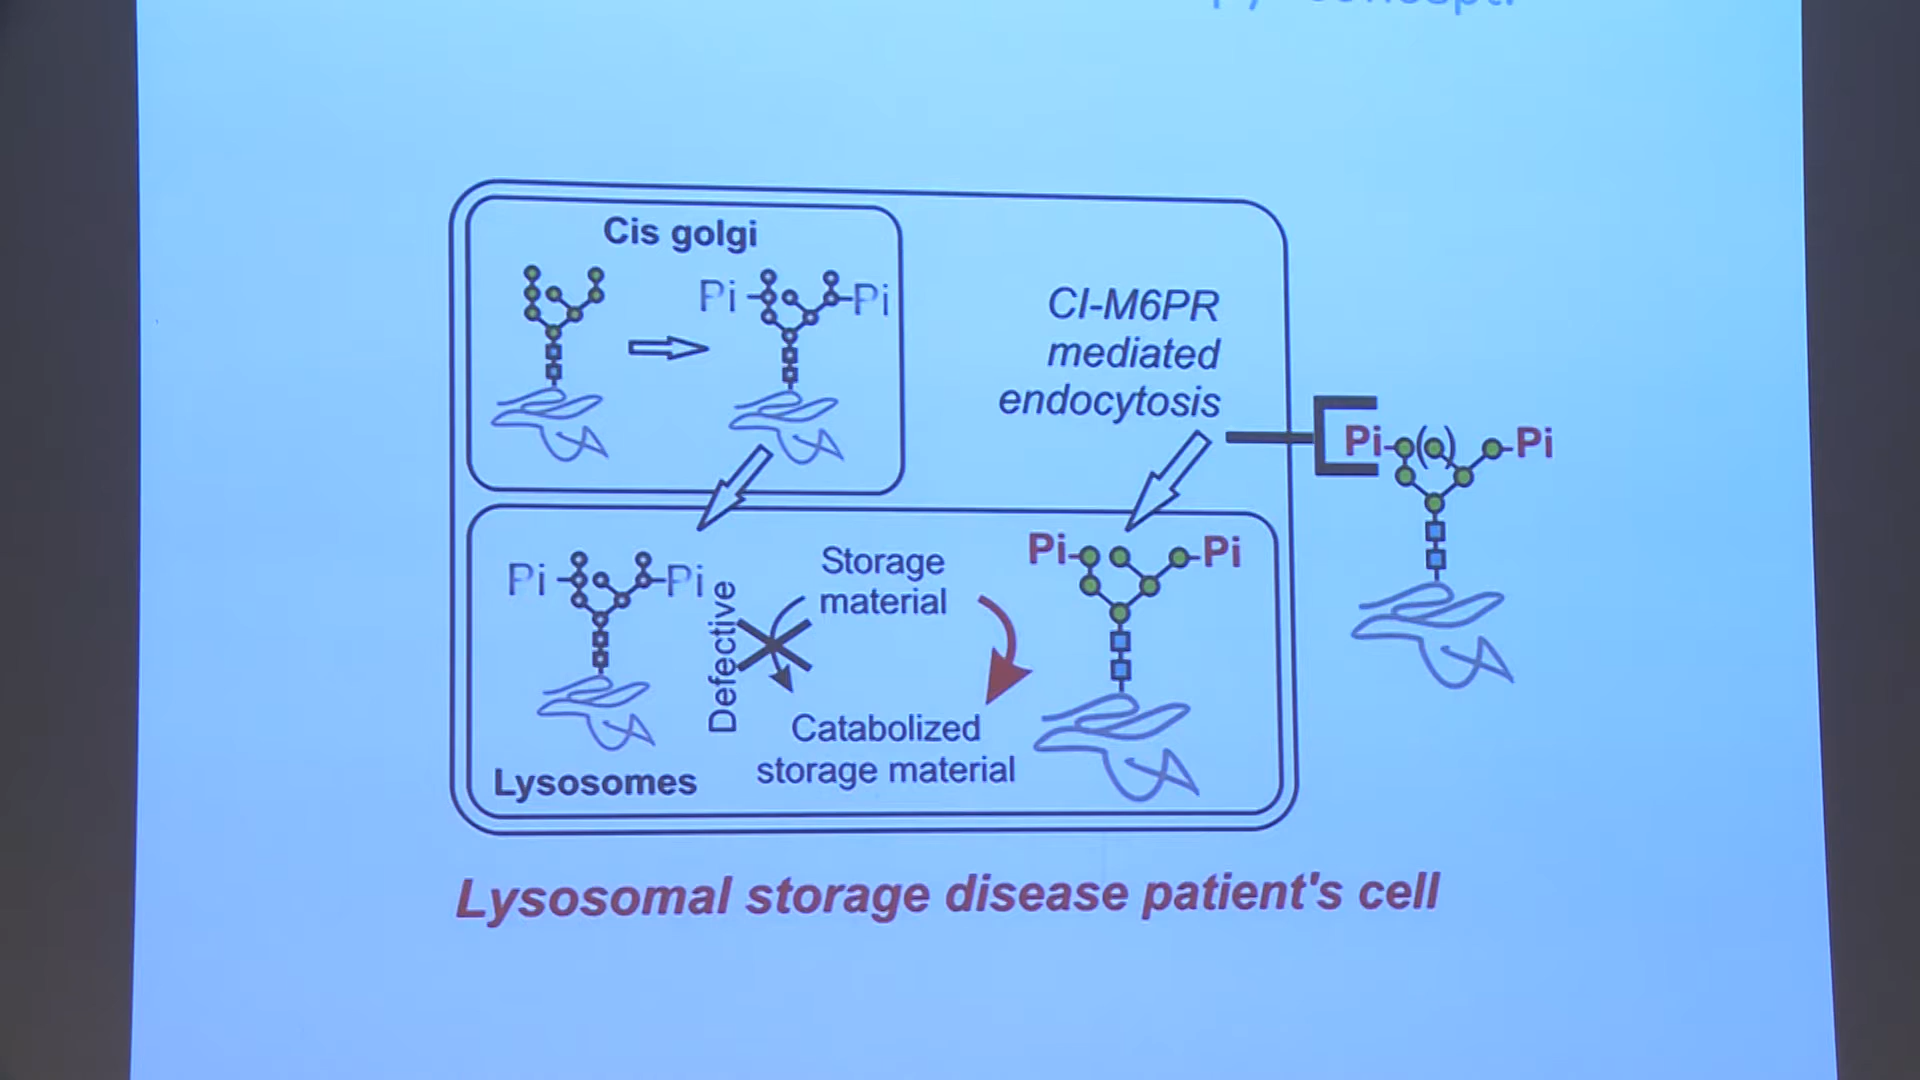 concept.
Cis golgi
Pi
Pi
CI-M6PR
mediated
endocytosis
Pi
Pi
Pi
Pi
Defective
Storage
material
Pi
Pi
Catabolized
storage material
Lysosomes
Lysosomal storage disease patient's cell